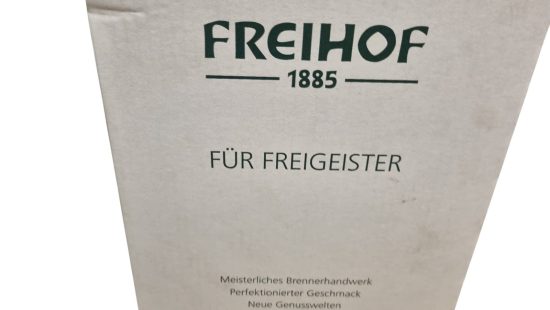 FREIHOF
1885
FÜR FREIGEISTER
Meisterliches Brennerhandwerk
Perfektionierter Geschmack
Neue Genusswelten